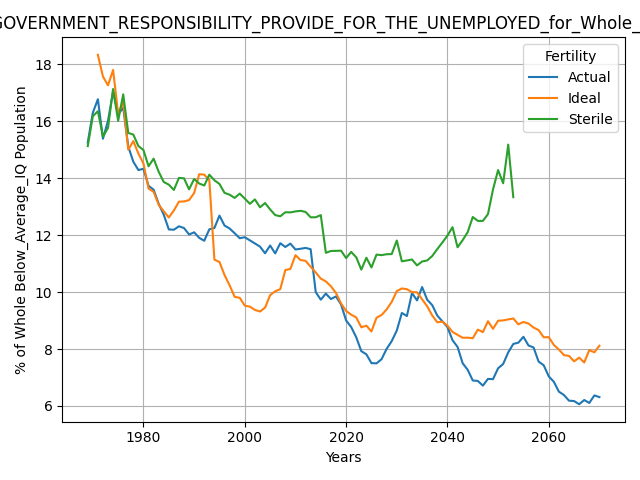 GOVERNMENT_RESPONSIBILITY_PROVIDE_FOR_THE_UNEMPLOYED_for_Whole_
Fertility
Actual
Ideal
Sterile
% of Whole Below_Average_IQ Population
18
16
14
12
10
8
6
1980
2000
2020
2040
2060
Years